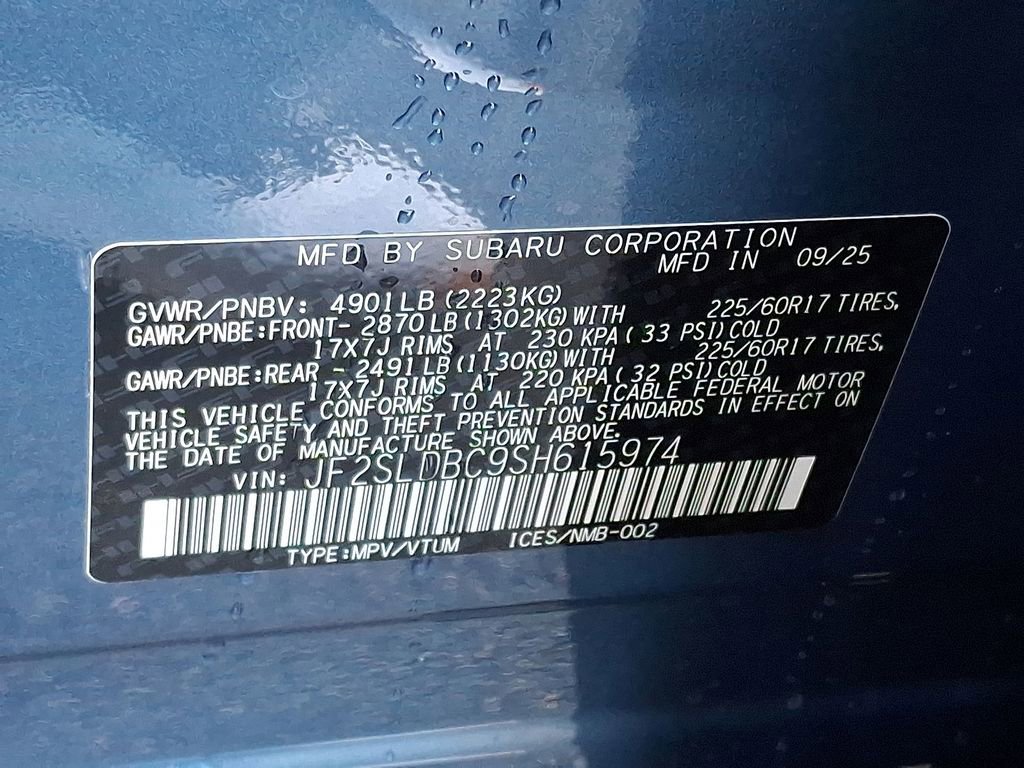 MFD BY SUBARU CORPORATION
MFD IN 09/25
GVWR/PNBV: 4901LB(2223KG)
GAWR/PNBE:FRONT- 2870LB(1302KG)WITH 225/60R17 TIRES,
17X7J RIMS AT 230 KPA( 33 PSI)COLD
GAWR/PNBE:REAR - 2491LB(1130KG)WITH 225/60R17 TIRES,
17X7J RIMS AT 220 KPA( 32 PSI)COLD
THIS VEHICLE CONFORMS TO ALL APPLICABLE FEDERAL MOTOR
VEHICLE SAFETY AND THEFT PREVENTION STANDARDS IN EFFECT ON
THE DATE OF MANUFACTURE SHOWN ABOVE.
VIN: JF2SLDBC9SH615974
TYPE:MPV/VTUM ICES/NMB-002